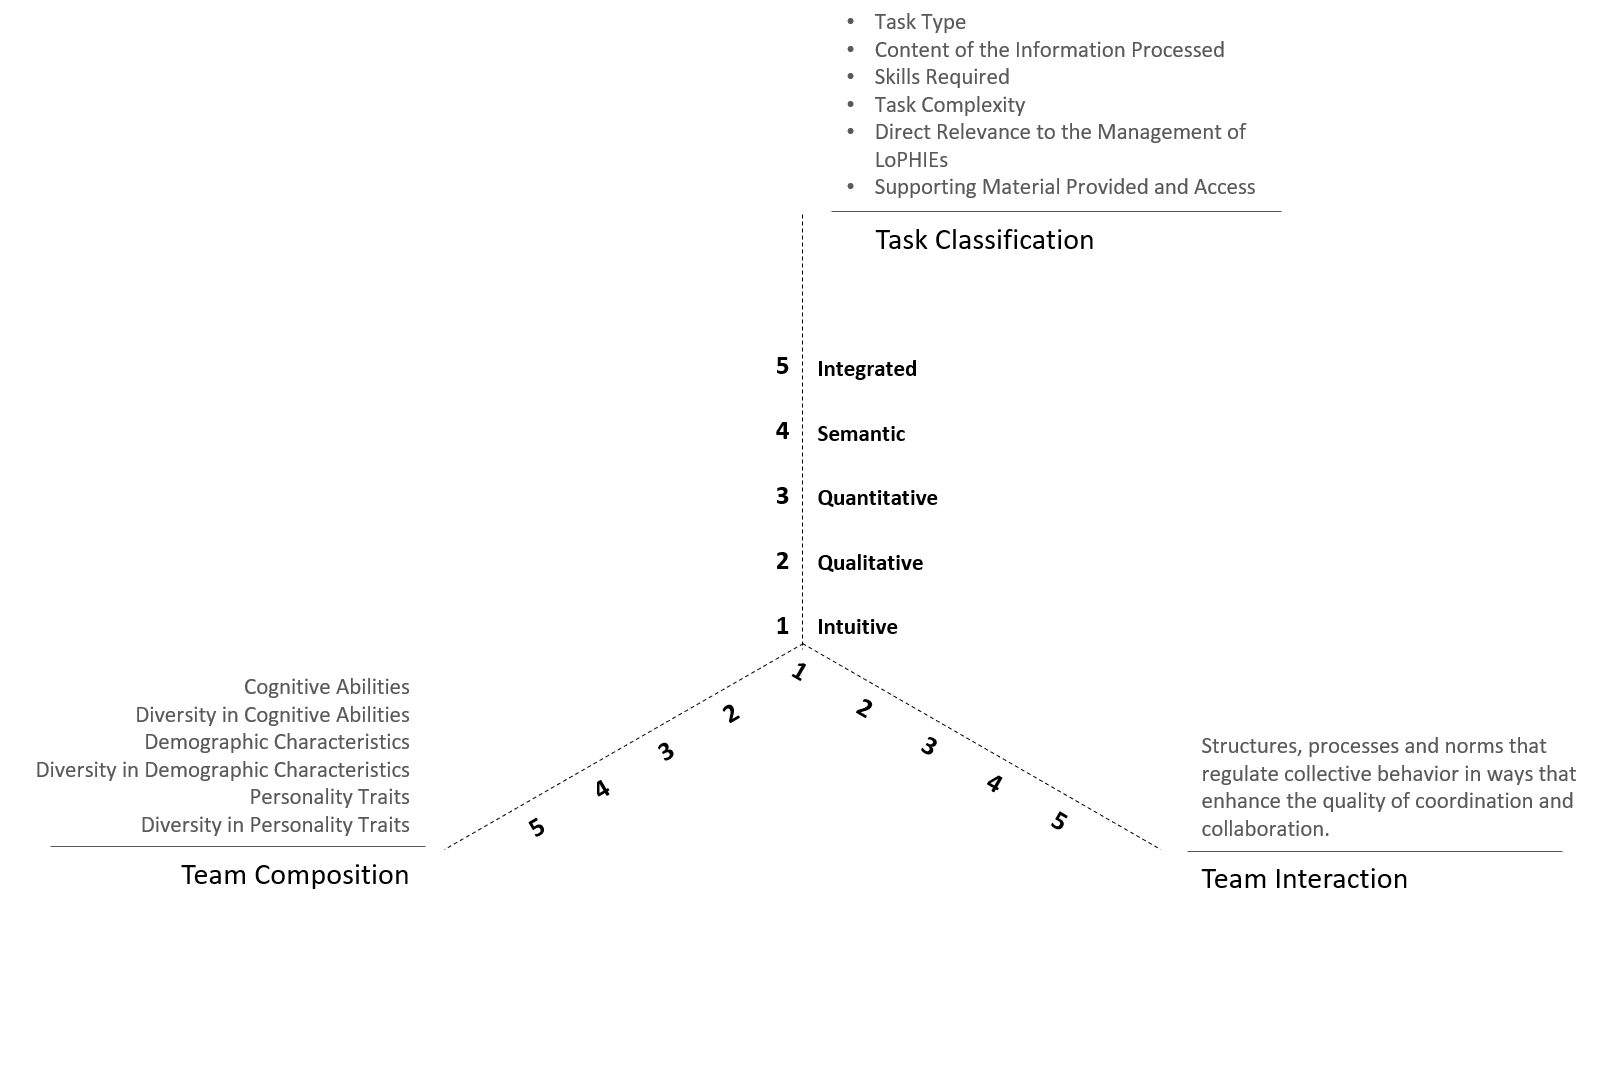 • Task Type
• Content of the Information Processed
• Skills Required
• Task Complexity
• Direct Relevance to the Management of
LoPHIEs
• Supporting Material Provided and Access
Task Classification
5 Integrated
4 Semantic
3 Quantitative
2 Qualitative
1 Intuitive
1
2
3
4
5
2
3
4
5
Cognitive Abilities
Diversity in Cognitive Abilities
Demographic Characteristics
Diversity in Demographic Characteristics
Personality Traits
Diversity in Personality Traits
Team Composition
Structures, processes and norms that
regulate collective behavior in ways that
enhance the quality of coordination and
collaboration.
Team Interaction